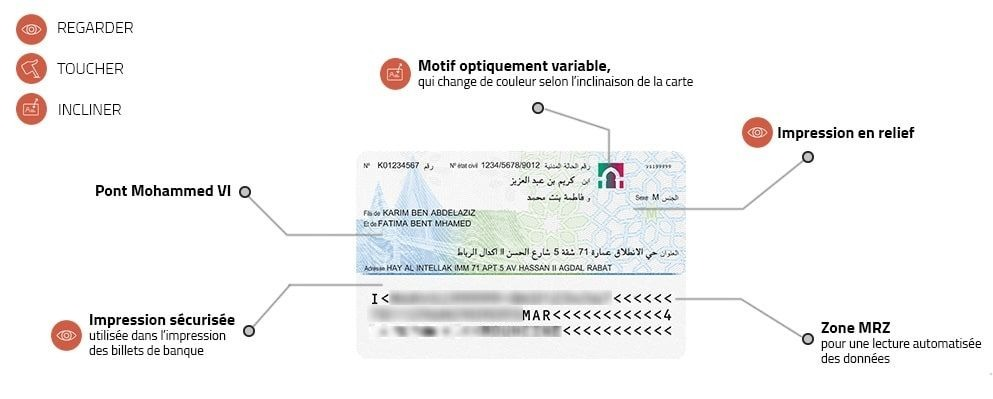 REGARDER
TOUCHER
INCLINER
Motif optiquement variable,
qui change de couleur selon l'inclinaison de la carte
Impression en relief
Pont Mohammed VI
N° K01234567 رقم N° état civil 1234/5678/9012 رقم الحالة المدنية
ابن كريم بن عبد العزيز
و فاطمة بنت محمد
Sexe M الجنس
Fils de KARIM BEN ABDELAZIZ
Et de FATIMA BENT MHAMED
العنوان حي الانطلاق عمارة 71 شقة 5 شارع الحسن II اكدال الرباط
Adresse HAY AL INTELLAK IMM 71 APT 5 AV HASSAN II AGDAL RABAT
I< <<<<<<
MAR<<<<<<<<<<<4
<<<<<<<<<<<<
Impression sécurisée
utilisée dans l'impression
des billets de banque
Zone MRZ
pour une lecture automatisée
des données